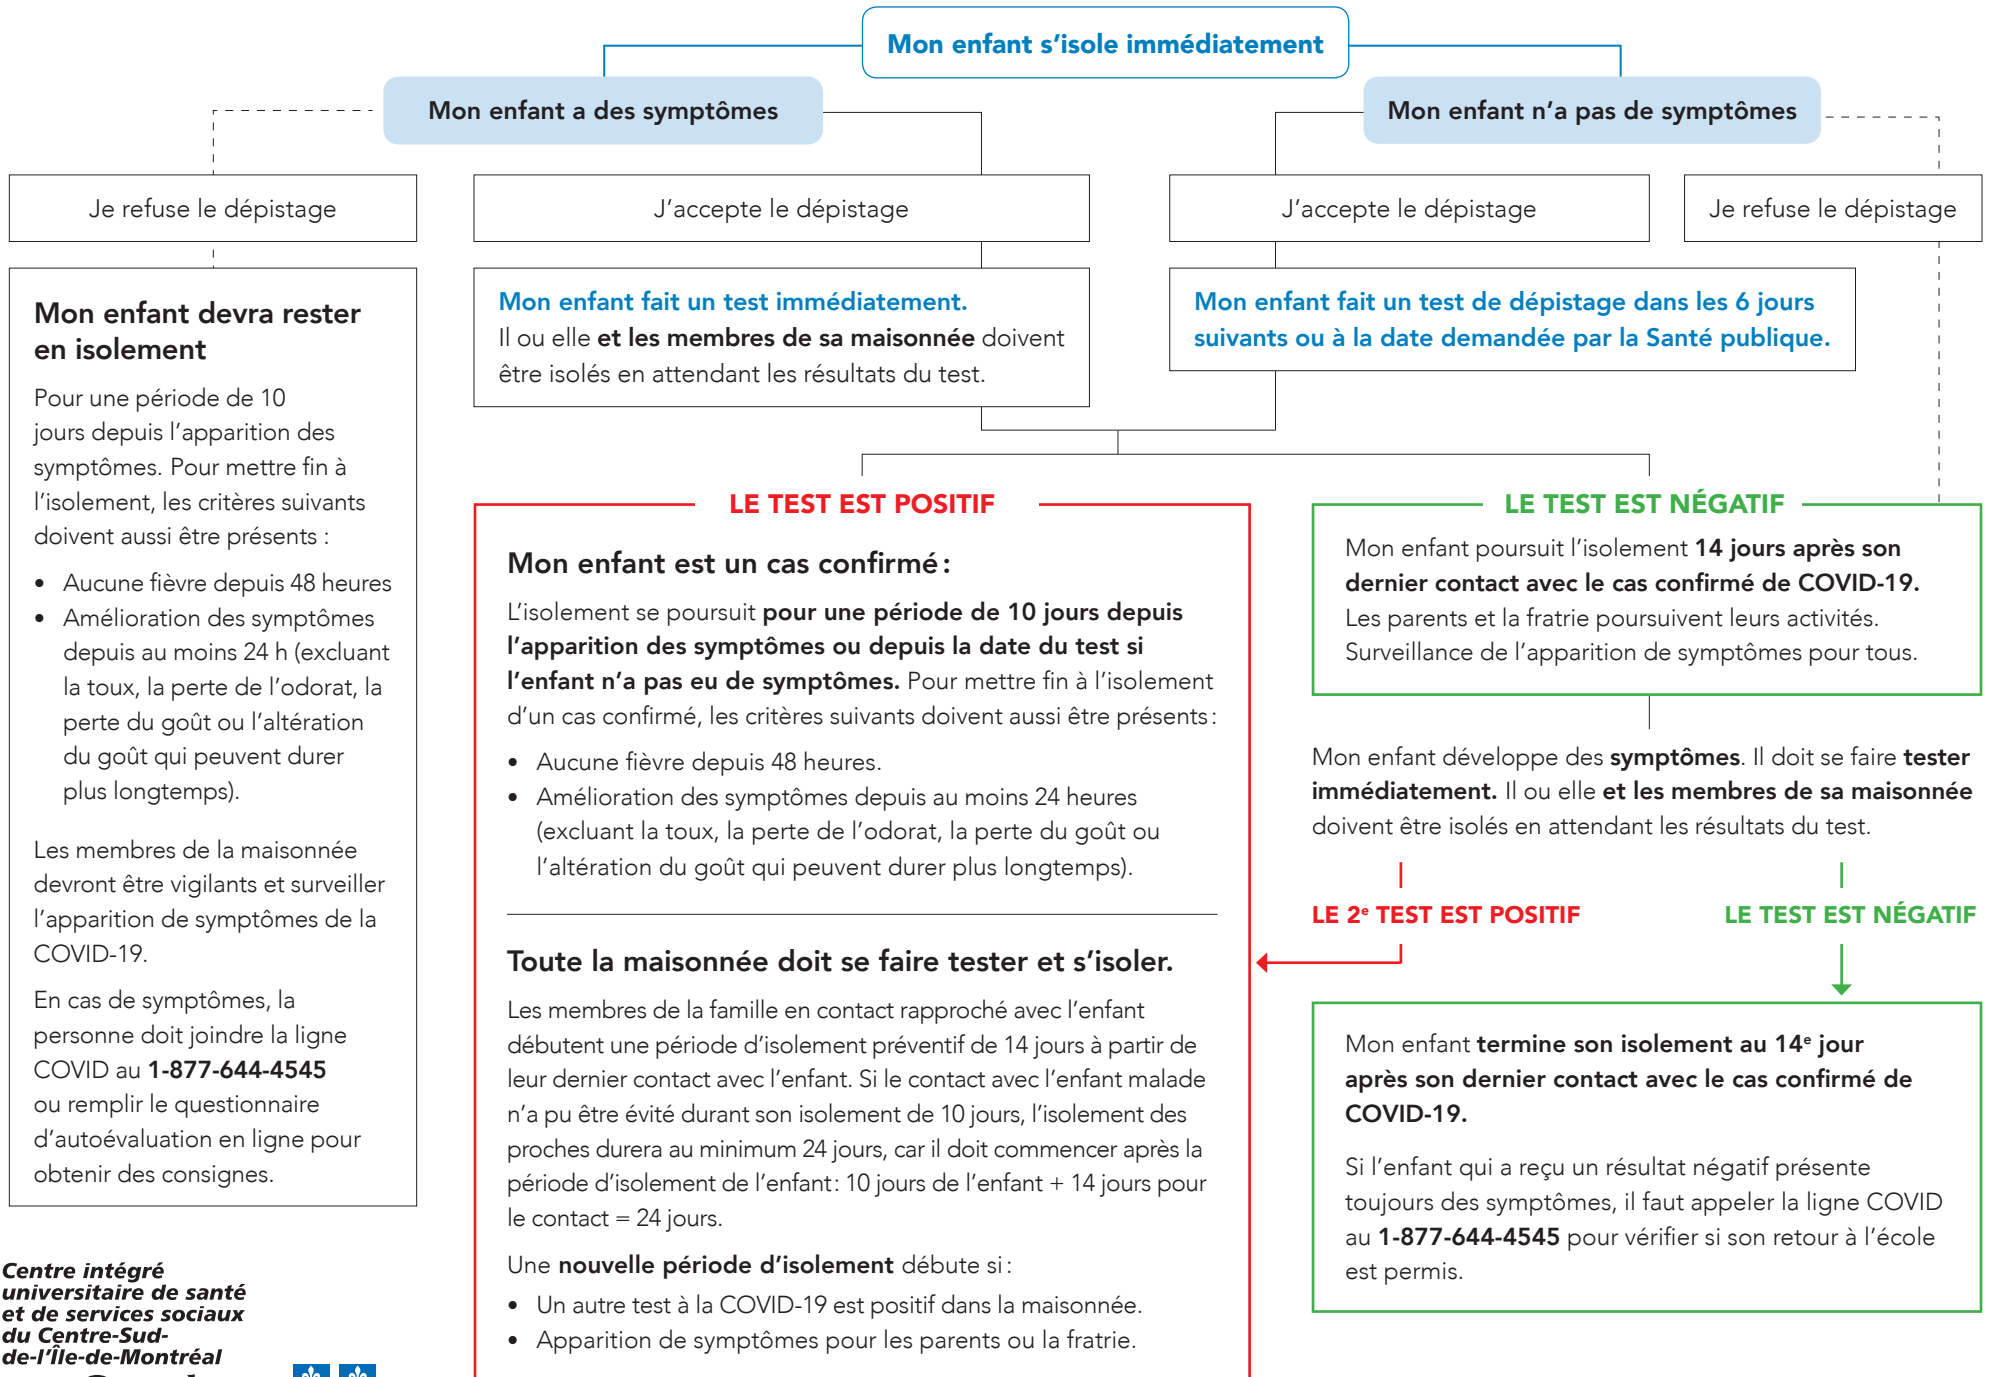 Mon enfant s’isole immédiatement
Mon enfant a des symptômes
Mon enfant n’a pas de symptômes
Je refuse le dépistage
J’accepte le dépistage
J’accepte le dépistage
Je refuse le dépistage
Mon enfant devra rester
en isolement
Pour une période de 10
jours depuis l’apparition des
symptômes. Pour mettre fin à
l’isolement, les critères suivants
doivent aussi être présents :
• Aucune fièvre depuis 48 heures
• Amélioration des symptômes
depuis au moins 24 h (excluant
la toux, la perte de l’odorat, la
perte du goût ou l’altération
du goût qui peuvent durer
plus longtemps).
Les membres de la maisonnée
devront être vigilants et surveiller
l’apparition de symptômes de la
COVID-19.
En cas de symptômes, la
personne doit joindre la ligne
COVID au 1-877-644-4545
ou remplir le questionnaire
d’autoévaluation en ligne pour
obtenir des consignes.
Mon enfant fait un test immédiatement.
Il ou elle et les membres de sa maisonnée doivent
être isolés en attendant les résultats du test.
Mon enfant fait un test de dépistage dans les 6 jours
suivants ou à la date demandée par la Santé publique.
LE TEST EST POSITIF
Mon enfant est un cas confirmé :
L’isolement se poursuit pour une période de 10 jours depuis
l’apparition des symptômes ou depuis la date du test si
l’enfant n’a pas eu de symptômes. Pour mettre fin à l’isolement
d’un cas confirmé, les critères suivants doivent aussi être présents :
• Aucune fièvre depuis 48 heures.
• Amélioration des symptômes depuis au moins 24 heures
(excluant la toux, la perte de l’odorat, la perte du goût ou
l’altération du goût qui peuvent durer plus longtemps).
Toute la maisonnée doit se faire tester et s’isoler.
Les membres de la famille en contact rapproché avec l’enfant
débutent une période d’isolement préventif de 14 jours à partir de
leur dernier contact avec l’enfant. Si le contact avec l’enfant malade
n’a pu être évité durant son isolement de 10 jours, l’isolement des
proches durera au minimum 24 jours, car il doit commencer après la
période d’isolement de l’enfant : 10 jours de l’enfant + 14 jours pour
le contact = 24 jours.
Une nouvelle période d’isolement débute si :
• Un autre test à la COVID-19 est positif dans la maisonnée.
• Apparition de symptômes pour les parents ou la fratrie.
LE TEST EST NÉGATIF
Mon enfant poursuit l’isolement 14 jours après son
dernier contact avec le cas confirmé de COVID-19.
Les parents et la fratrie poursuivent leurs activités.
Surveillance de l’apparition de symptômes pour tous.
Mon enfant développe des symptômes. Il doit se faire tester
immédiatement. Il ou elle et les membres de sa maisonnée
doivent être isolés en attendant les résultats du test.
LE 2e TEST EST POSITIF
LE TEST EST NÉGATIF
Mon enfant termine son isolement au 14e jour
après son dernier contact avec le cas confirmé de
COVID-19.
Si l’enfant qui a reçu un résultat négatif présente
toujours des symptômes, il faut appeler la ligne COVID
au 1-877-644-4545 pour vérifier si son retour à l’école
est permis.
Centre intégré
universitaire de santé
et de services sociaux
du Centre-Sud-
de-l’Île-de-Montréal